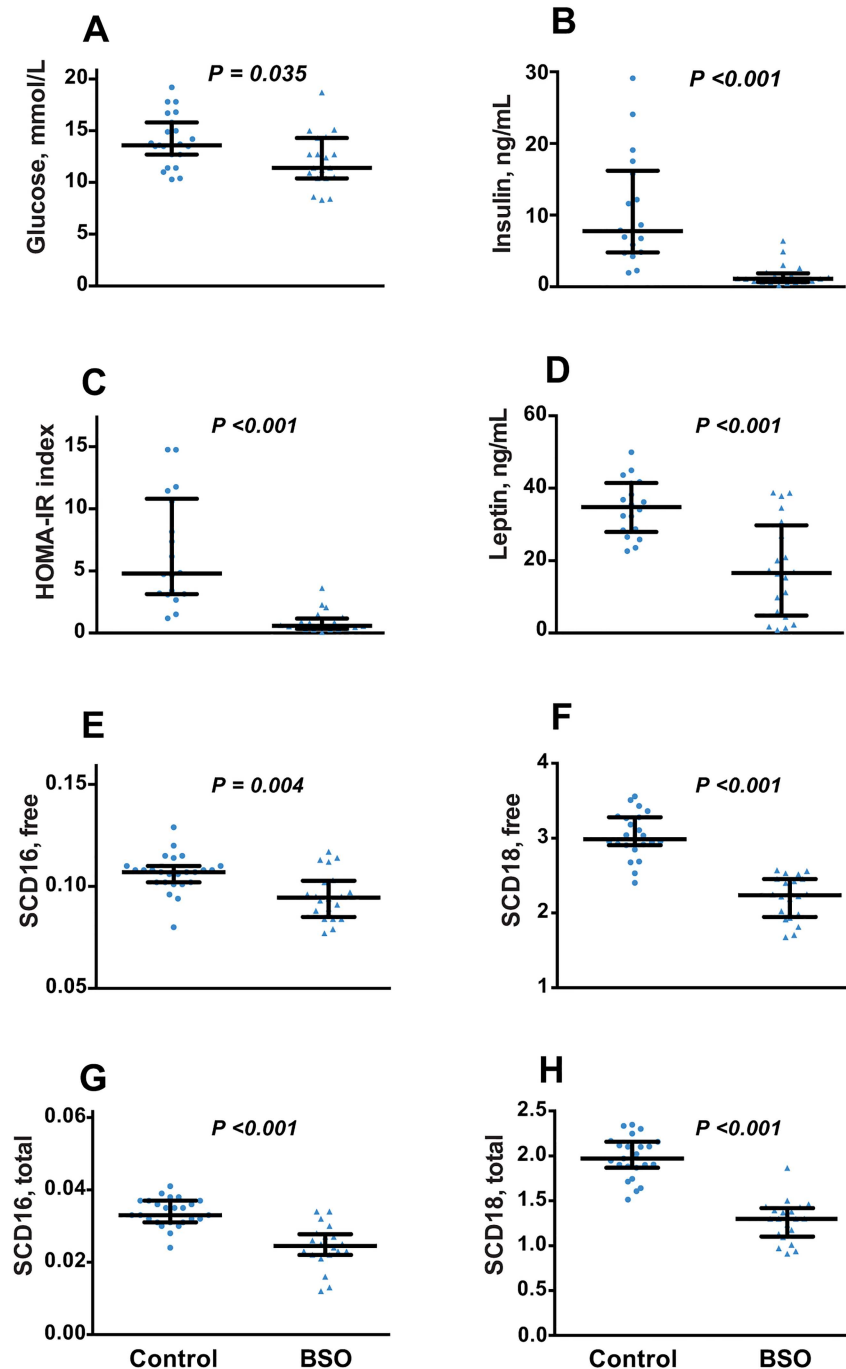 A
P = 0.035
Glucose, mmol/L
20
15
10
5
0
B
P <0.001
Insulin, ng/mL
30
20
10
0
C
P <0.001
HOMA-IR index
15
10
5
0
D
P <0.001
Leptin, ng/mL
60
40
20
0
E
P = 0.004
SCD16, free
0.15
0.10
0.05
F
P <0.001
SCD18, free
4
3
2
1
G
P <0.001
SCD16, total
0.06
0.04
0.02
0.00
Control BSO
H
P <0.001
SCD18, total
2.5
2.0
1.5
1.0
0.5
0.0
Control BSO